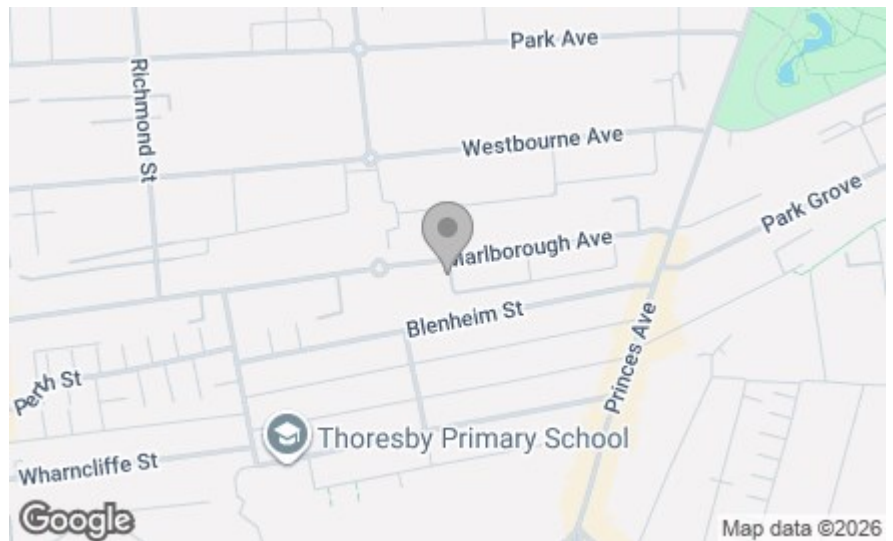 Park Ave
Richmond St
Westbourne Ave
Park Grove
Marlborough Ave
Blenheim St
Princes Ave
Perth St
Thoresby Primary School
Wharncliffe St
Google
Map data ©2026